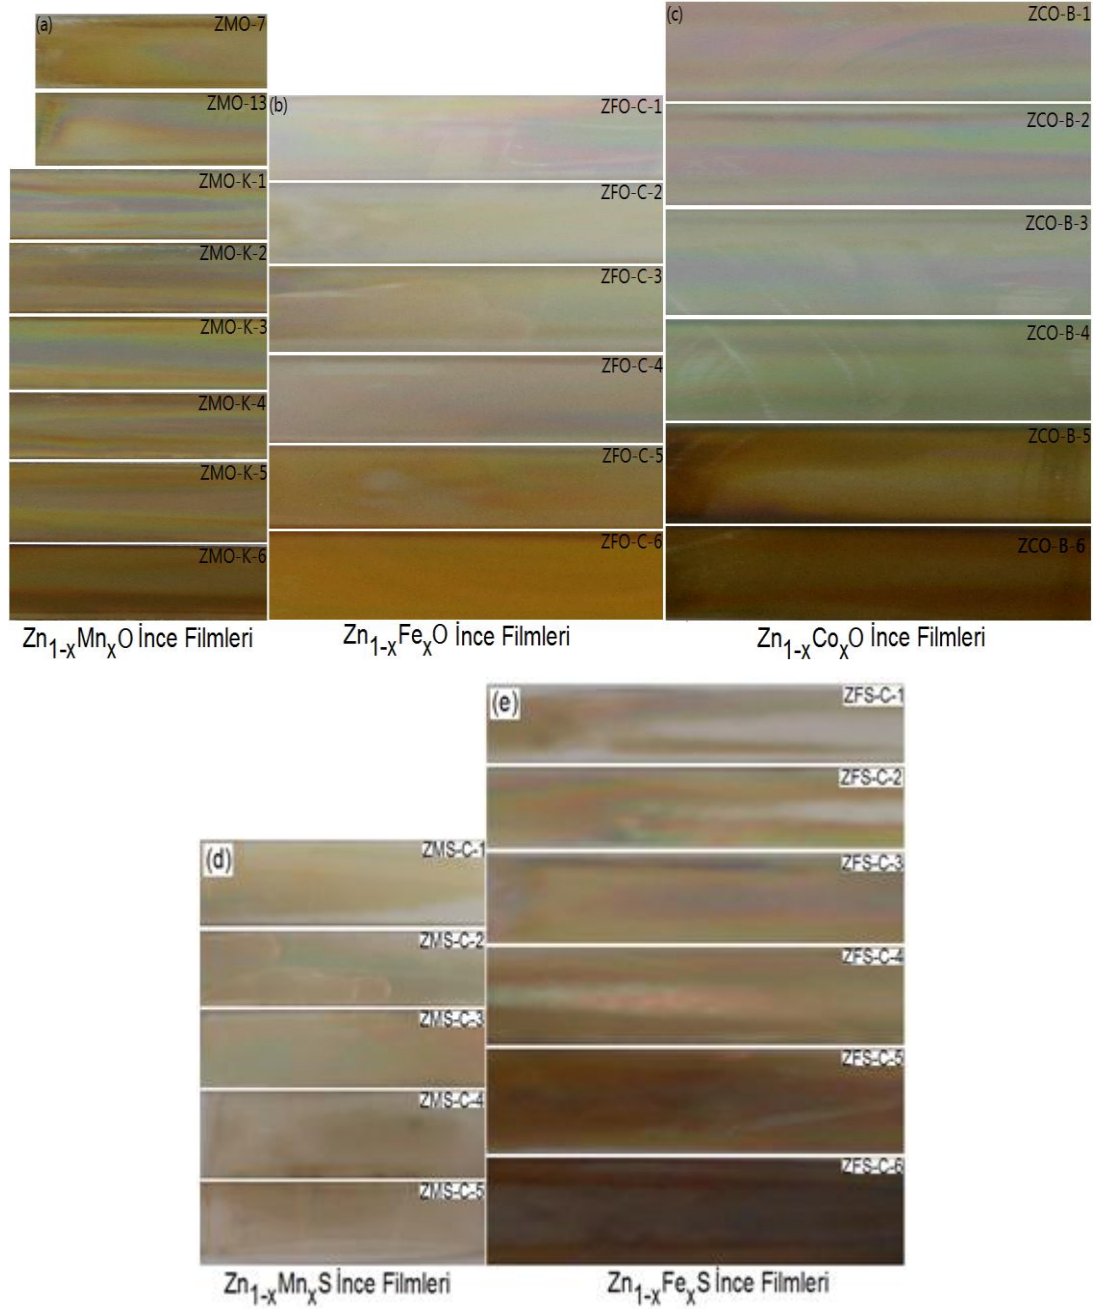 (a)
ZMO-7
ZMO-13
ZMO-K-1
ZMO-K-2
ZMO-K-3
ZMO-K-4
ZMO-K-5
ZMO-K-6
Zn1-xMnxO İnce Filmleri
(b)
ZFO-C-1
ZFO-C-2
ZFO-C-3
ZFO-C-4
ZFO-C-5
ZFO-C-6
Zn1-xFexO İnce Filmleri
(c)
ZCO-B-1
ZCO-B-2
ZCO-B-3
ZCO-B-4
ZCO-B-5
ZCO-B-6
Zn1-xCoxO İnce Filmleri
(d)
ZMS-C-1
ZMS-C-2
ZMS-C-3
ZMS-C-4
ZMS-C-5
Zn1-xMnxS İnce Filmleri
(e)
ZFS-C-1
ZFS-C-2
ZFS-C-3
ZFS-C-4
ZFS-C-5
ZFS-C-6
Zn1-xFexS İnce Filmleri